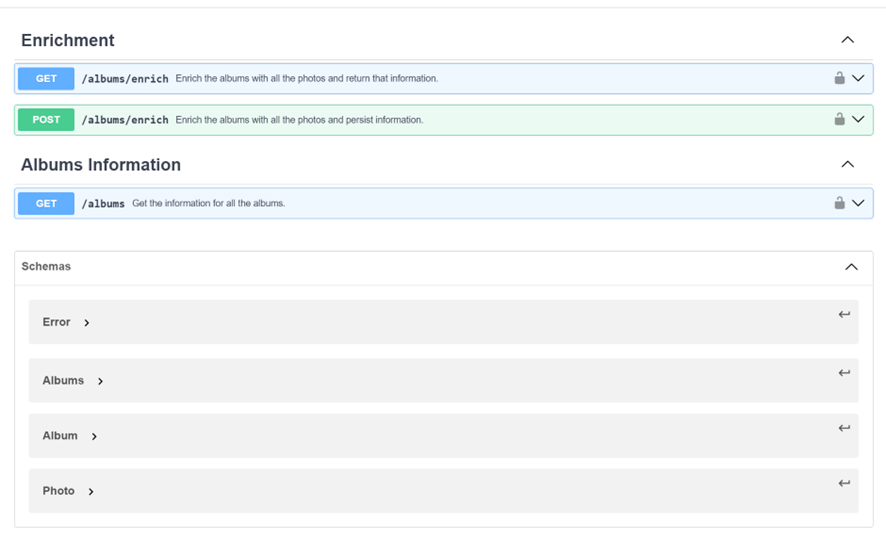 Enrichment
GET /albums/enrich Enrich the albums with all the photos and return that information.
POST /albums/enrich Enrich the albums with all the photos and persist information.
Albums Information
GET /albums Get the information for all the albums.
Schemas
Error
Albums
Album
Photo